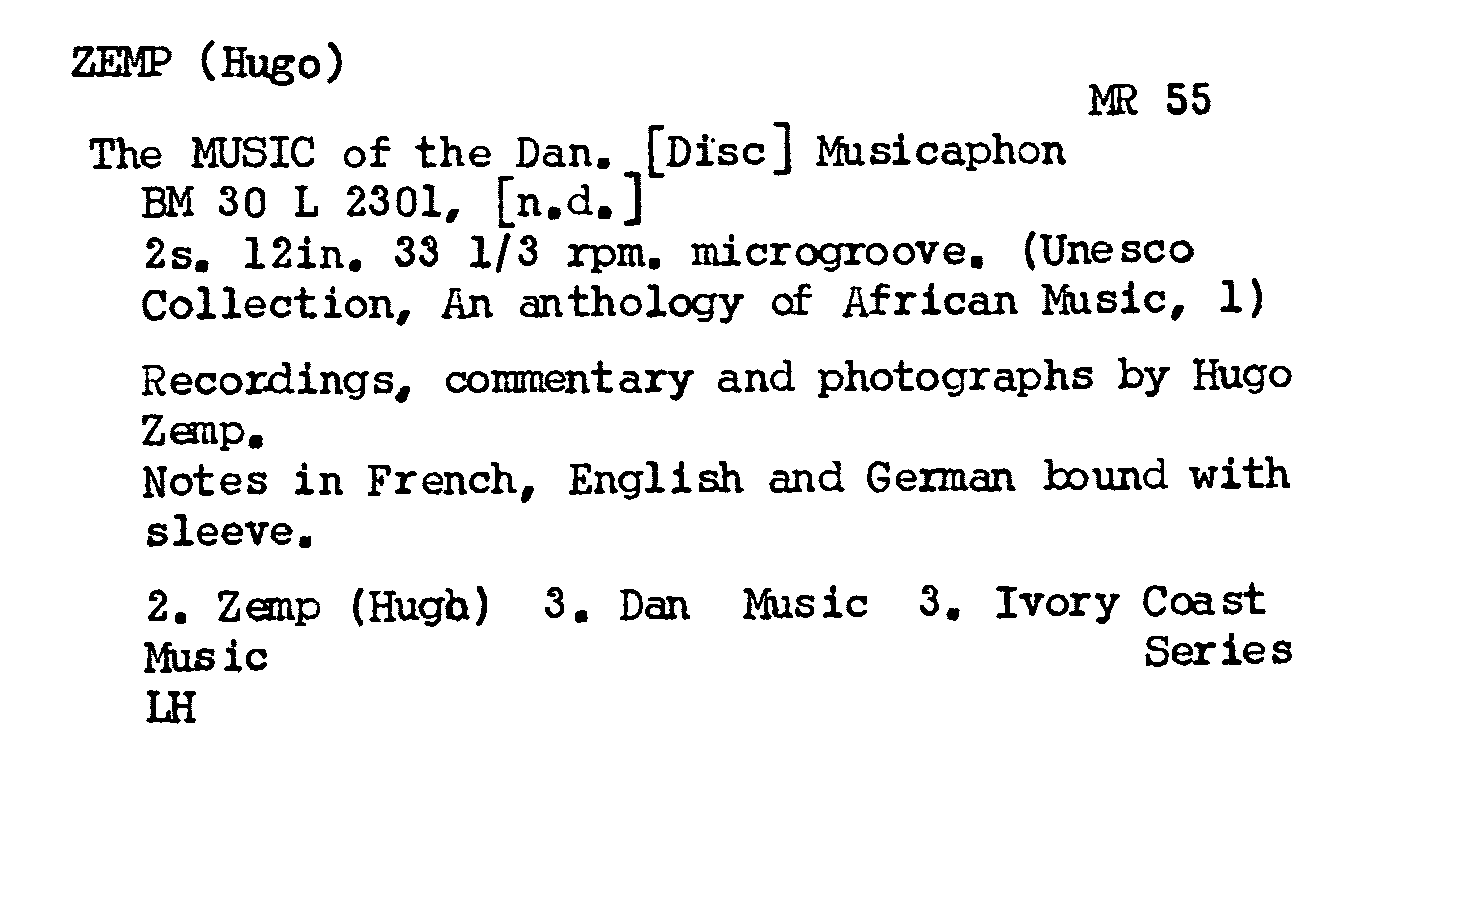 ZEMP (Hugo)
MR 55
The MUSIC of the Dan. [Disc] Musicaphon
BM 30 L 2301, [n.d.]
2s. 12in. 33 1/3 rpm. microgroove. (Unesco
Collection, An anthology of African Music, 1)
Recordings, commentary and photographs by Hugo
Zemp.
Notes in French, English and German bound with
sleeve.
2. Zemp (Hugh) 3. Dan Music 3. Ivory Coast
Music Series
LH